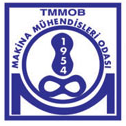 TMMOB
MAKİNA MÜHENDİSLERİ ODASI
1954